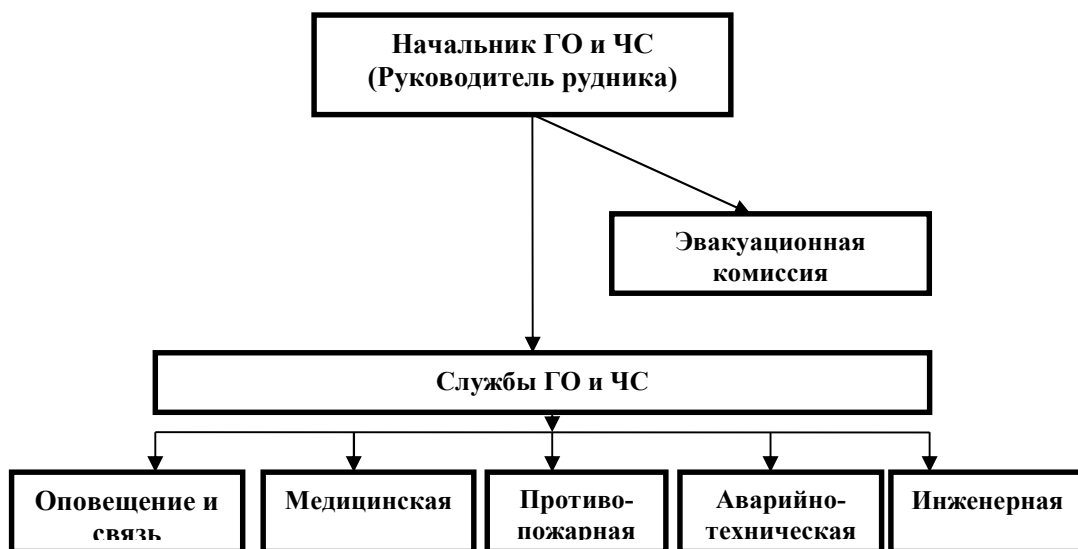 Начальник ГО и ЧС
(Руководитель рудника)
Эвакуационная
комиссия
Службы ГО и ЧС
Оповещение и
связь
Медицинская
Противо-
пожарная
Аварийно-
техническая
Инженерная